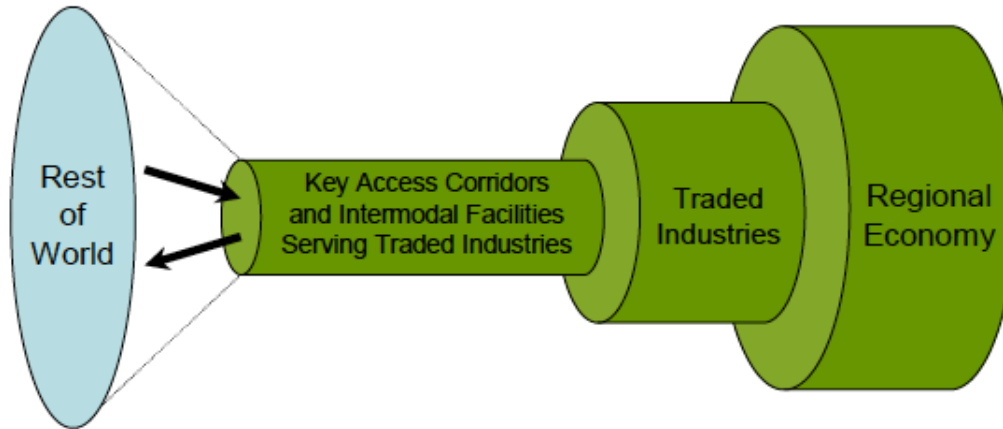 Rest
of
World
Key Access Corridors
and Intermodal Facilities
Serving Traded Industries
Traded
Industries
Regional
Economy